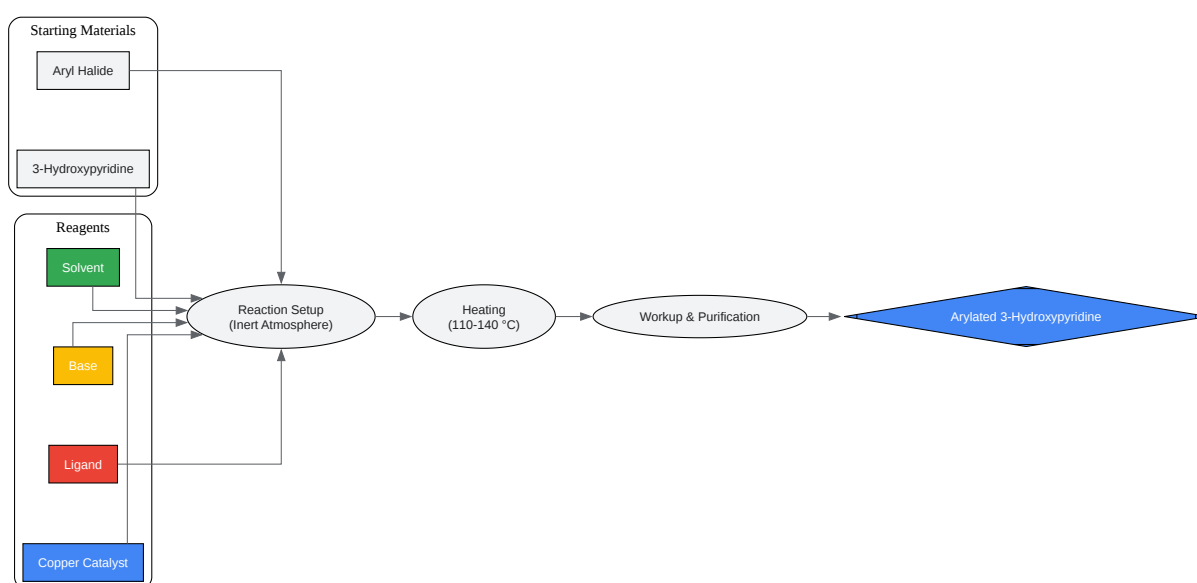 Starting Materials
Aryl Halide
3-Hydroxypyridine
Reagents
Solvent
Base
Ligand
Copper Catalyst
Reaction Setup
(Inert Atmosphere)
Heating
(110-140 °C)
Workup & Purification
Arylated 3-Hydroxypyridine